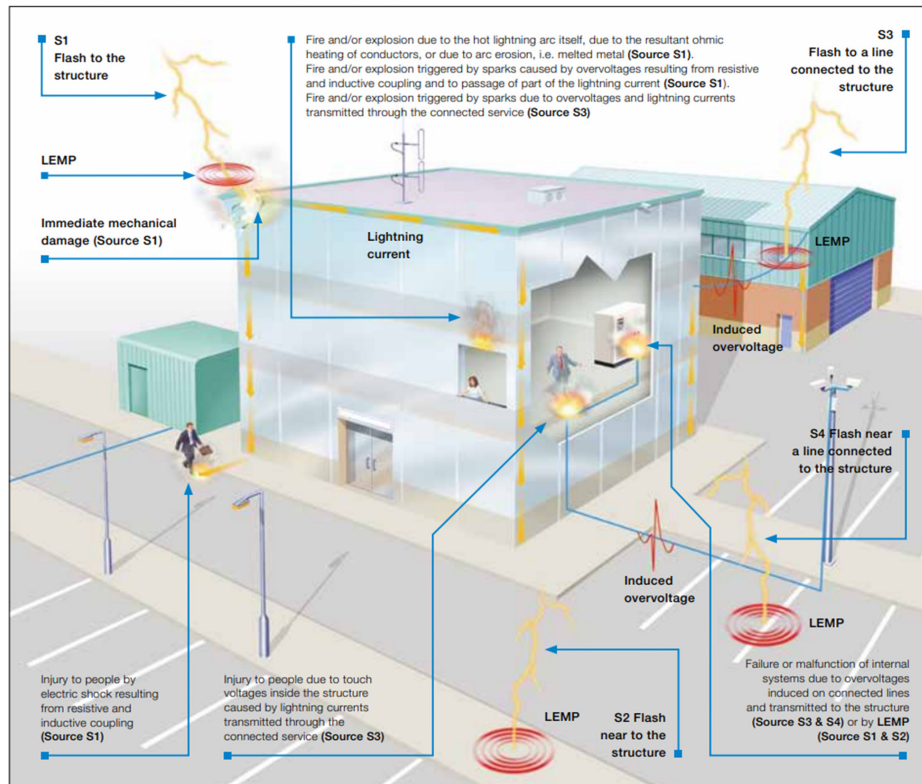 S1
Flash to the
structure
Fire and/or explosion due to the hot lightning arc itself, due to the resultant ohmic
heating of conductors, or due to arc erosion, i.e. melted metal (Source S1).
Fire and/or explosion triggered by sparks caused by overvoltages resulting from resistive
and inductive coupling and to passage of part of the lightning current (Source S1).
Fire and/or explosion triggered by sparks due to overvoltages and lightning currents
transmitted through the connected service (Source S3)
S3
Flash to a line
connected to the
structure
LEMP
Immediate mechanical
damage (Source S1)
Lightning
current
LEMP
Induced
overvoltage
S4 Flash near
a line connected
to the structure
Induced
overvoltage
LEMP
Injury to people by
electric shock resulting
from resistive and
inductive coupling
(Source S1)
Injury to people due to touch
voltages inside the structure
caused by lightning currents
transmitted through the
connected service (Source S3)
LEMP
S2 Flash
near to the
structure
Failure or malfunction of internal
systems due to overvoltages
induced on connected lines
and transmitted to the structure
(Source S3 & S4) or by LEMP
(Source S1 & S2)